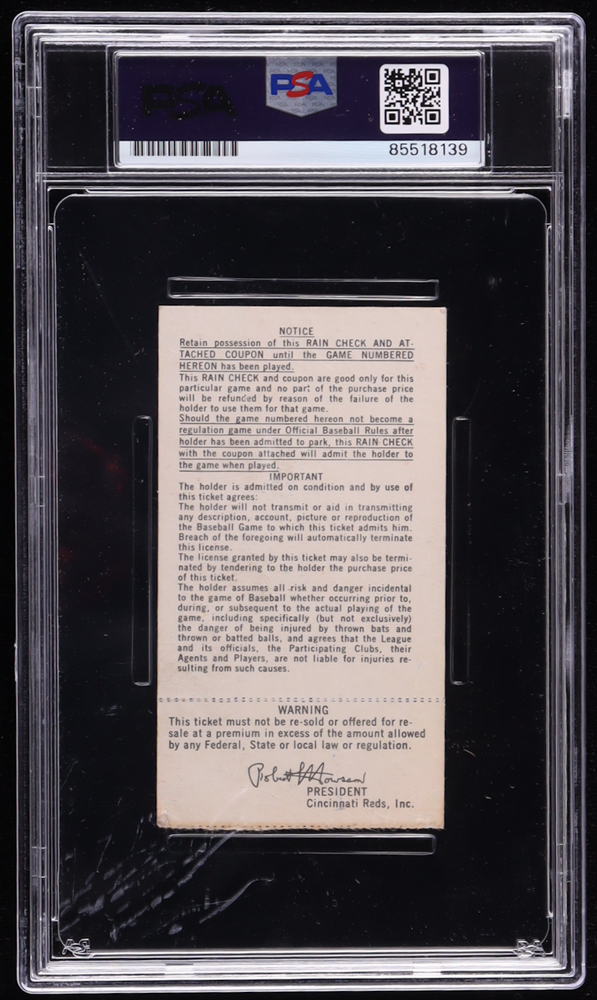 PSA
PSA
85518139
NOTICE
Retain possession of this RAIN CHECK AND AT-
TACHED COUPON until the GAME NUMBERED
HEREON has been played.
This RAIN CHECK and coupon are good only for this
particular game and no part of the purchase price
will be refunded by reason of the failure of the
holder to use them for that game.
Should the game numbered hereon not become a
regulation game under Official Baseball Rules after
holder has been admitted to park, this RAIN CHECK
with the coupon attached will admit the holder to
the game when played.
IMPORTANT
The holder is admitted on condition and by use of
this ticket agrees:
The holder will not transmit or aid in transmitting
any description, account, picture or reproduction of
the Baseball Game to which this ticket admits him.
Breach of the foregoing will automatically terminate
this license.
The license granted by this ticket may also be termi-
nated by tendering to the holder the purchase price
of this ticket.
The holder assumes all risk and danger incidental
to the game of Baseball whether occurring prior to,
during, or subsequent to the actual playing of the
game, including specifically (but not exclusively)
the danger of being injured by thrown bats and
thrown or batted balls, and agrees that the League
and its officials, the Participating Clubs, their
Agents and Players, are not liable for injuries re-
sulting from such causes.
WARNING
This ticket must not be re-sold or offered for re-
sale at a premium in excess of the amount allowed
by any Federal, State or local law or regulation.
Robert L Howsam
PRESIDENT
Cincinnati Reds, Inc.